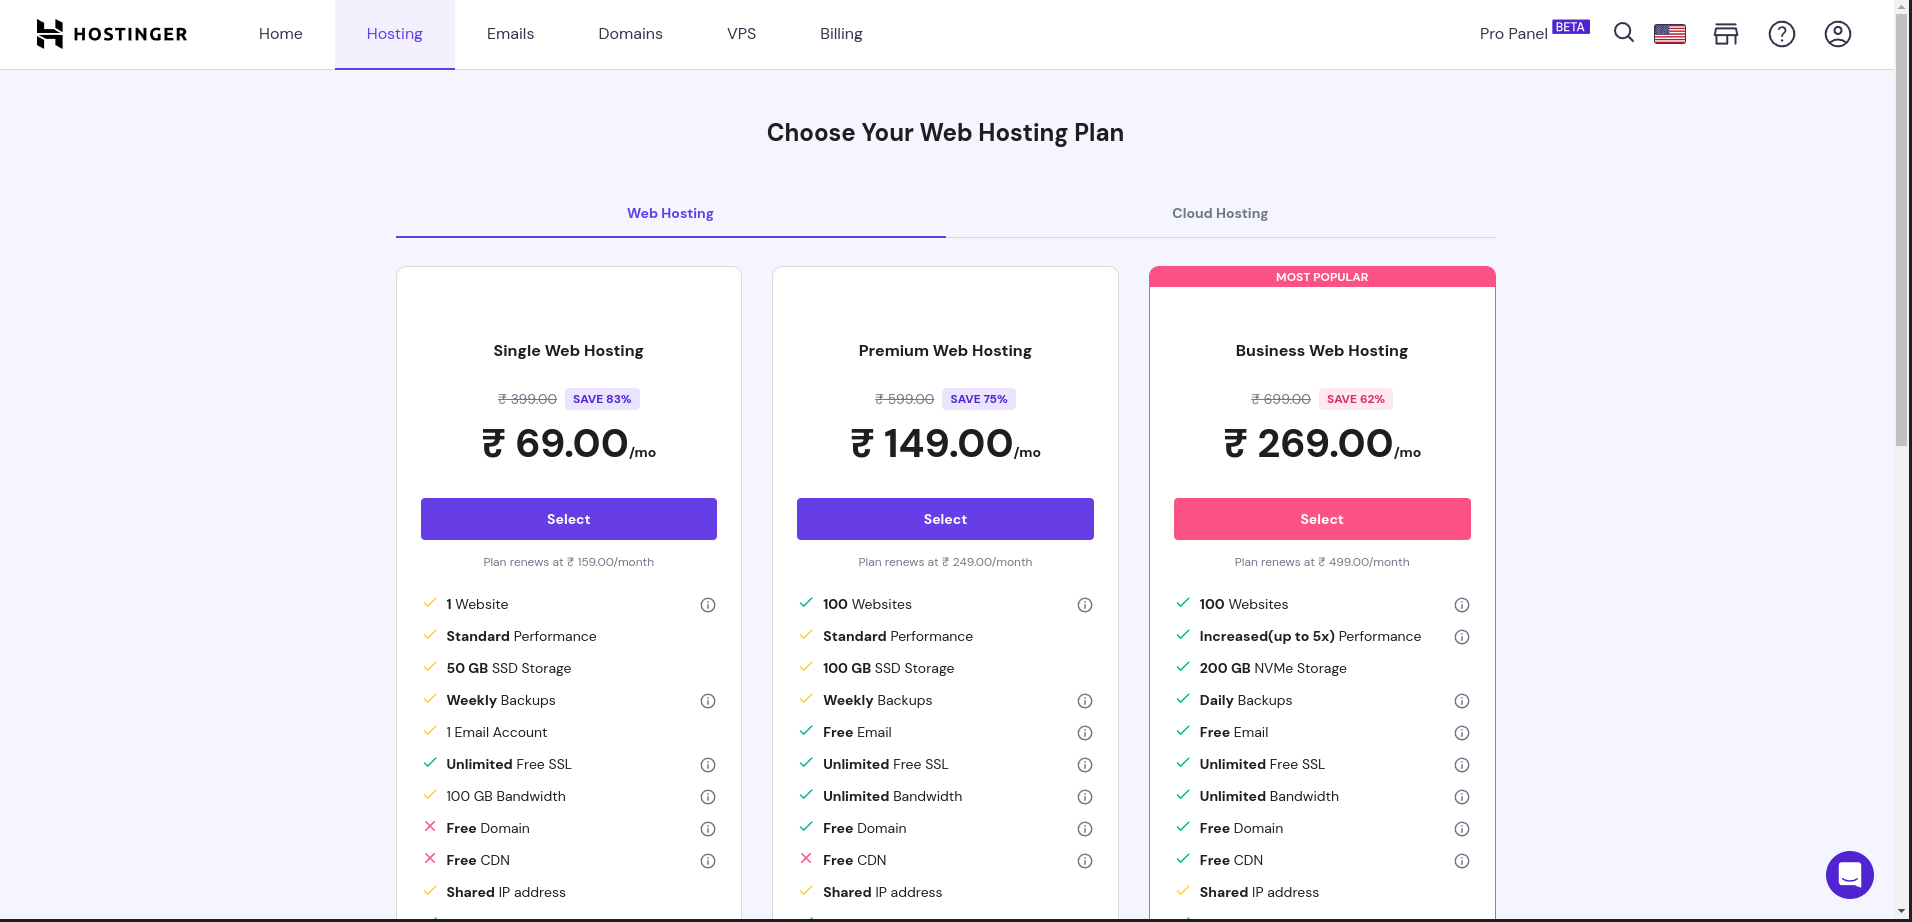 HOSTINGER
Home
Hosting
Emails
Domains
VPS
Billing
Pro Panel BETA
Choose Your Web Hosting Plan
Web Hosting
Cloud Hosting
Single Web Hosting
₹ 399.00 SAVE 83%
₹ 69.00/mo
Select
Plan renews at ₹ 159.00/month
1 Website
Standard Performance
50 GB SSD Storage
Weekly Backups
1 Email Account
Unlimited Free SSL
100 GB Bandwidth
Free Domain
Free CDN
Shared IP address
Premium Web Hosting
₹ 599.00 SAVE 75%
₹ 149.00/mo
Select
Plan renews at ₹ 249.00/month
100 Websites
Standard Performance
100 GB SSD Storage
Weekly Backups
Free Email
Unlimited Free SSL
Unlimited Bandwidth
Free Domain
Free CDN
Shared IP address
MOST POPULAR
Business Web Hosting
₹ 699.00 SAVE 62%
₹ 269.00/mo
Select
Plan renews at ₹ 499.00/month
100 Websites
Increased(up to 5x) Performance
200 GB NVMe Storage
Daily Backups
Free Email
Unlimited Free SSL
Unlimited Bandwidth
Free Domain
Free CDN
Shared IP address